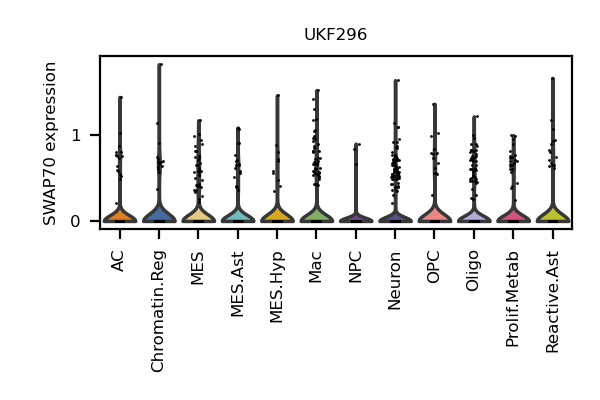 UKF296
SWAP70 expression
1
0
AC
Chromatin.Reg
MES
MES.Ast
MES.Hyp
Mac
NPC
Neuron
OPC
Oligo
Prolif.Metab
Reactive.Ast